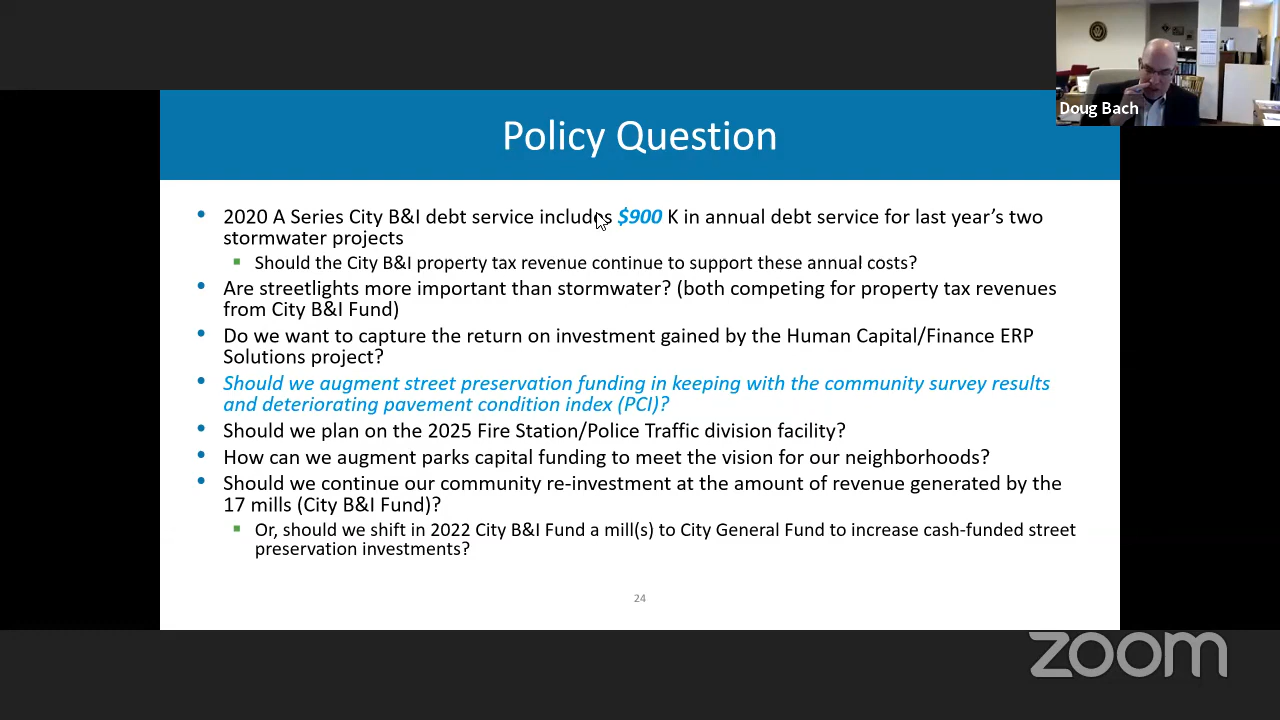 Doug Bach
Policy Question
• 2020 A Series City B&I debt service includes $900 K in annual debt service for last year's two
stormwater projects
▪ Should the City B&I property tax revenue continue to support these annual costs?
• Are streetlights more important than stormwater? (both competing for property tax revenues
from City B&I Fund)
• Do we want to capture the return on investment gained by the Human Capital/Finance ERP
Solutions project?
• Should we augment street preservation funding in keeping with the community survey results
and deteriorating pavement condition index (PCI)?
• Should we plan on the 2025 Fire Station/Police Traffic division facility?
• How can we augment parks capital funding to meet the vision for our neighborhoods?
• Should we continue our community re-investment at the amount of revenue generated by the
17 mills (City B&I Fund)?
▪ Or, should we shift in 2022 City B&I Fund a mill(s) to City General Fund to increase cash-funded street
preservation investments?
24
zoom